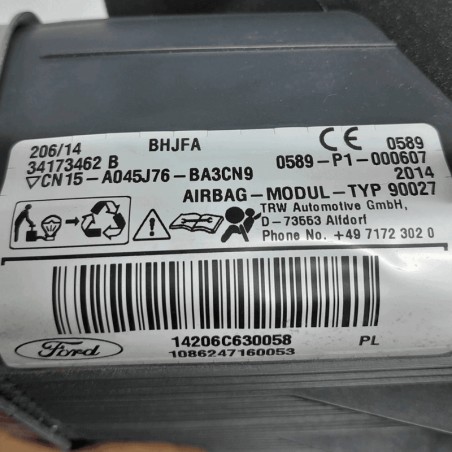 206/14 BHJFA CE 0589
34173462 B 0589-P1-000607
▽CN15-A045J76-BA3CN9 2014
AIRBAG-MODUL-TYP 90027
TRW Automotive GmbH,
D-73553 Alfdorf
Phone No. +49 7172 302 0
Ford 14206C630058 PL
1086247160053